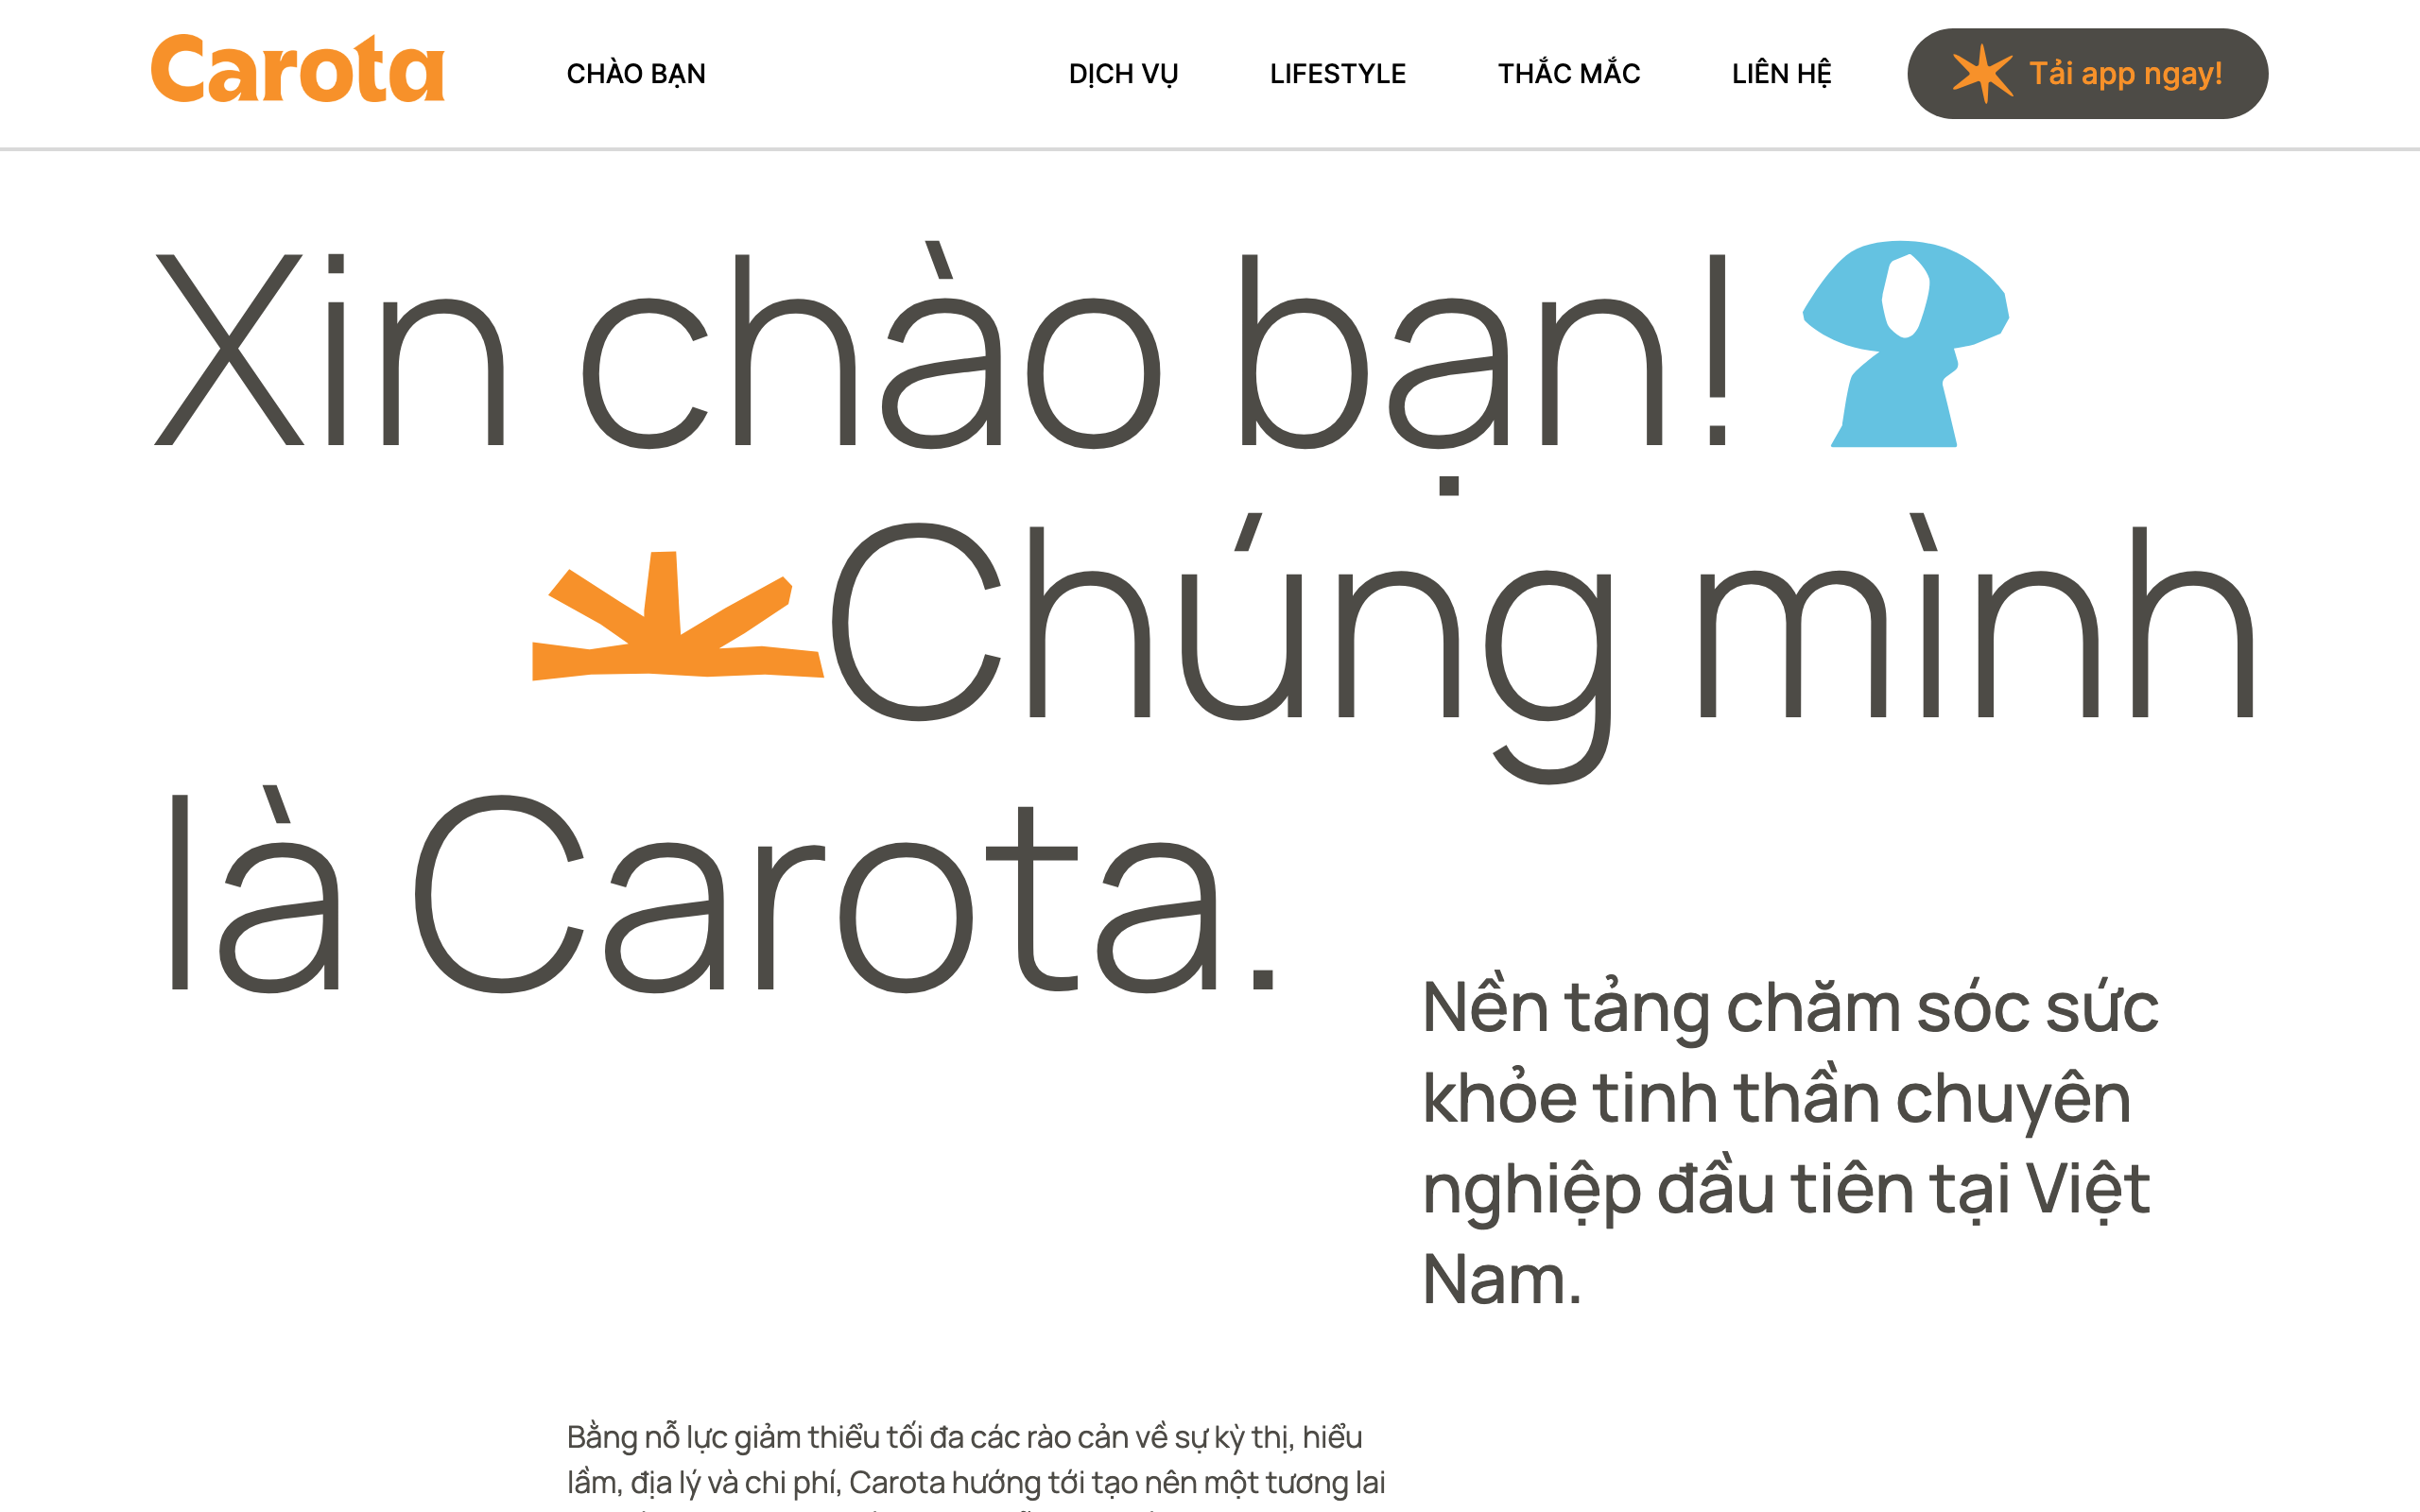 Carota
CHÀO BẠN
DỊCH VỤ
LIFESTYLE
THẮC MẮC
LIÊN HỆ
Tải app ngay!
Xin chào bạn!
Chúng mình
là Carota.
Nền tảng chăm sóc sức
khỏe tinh thần chuyên
nghiệp đầu tiên tại Việt
Nam.
Bằng nỗ lực giảm thiểu tối đa các rào cản về sự kỳ thị, hiểu
lầm, địa lý và chi phí, Carota hướng tới tạo nên một tương lai